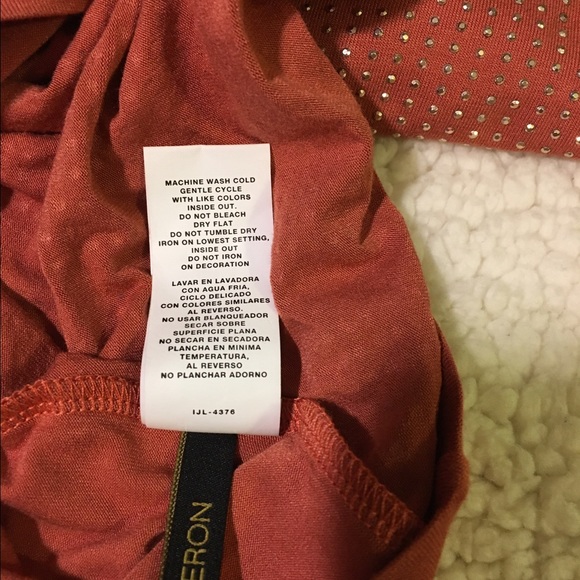 MACHINE WASH COLD
GENTLE CYCLE
WITH LIKE COLORS
INSIDE OUT.
DO NOT BLEACH
DRY FLAT
DO NOT TUMBLE DRY
IRON ON LOWEST SETTING,
INSIDE OUT
DO NOT IRON
ON DECORATION
LAVAR EN LAVADORA
CON AGUA FRIA,
CICLO DELICADO
CON COLORES SIMILARES
AL REVERSO.
NO USAR BLANQUEADOR
SECAR SOBRE
SUPERFICIE PLANA
NO SECAR EN SECADORA
PLANCHA EN MINIMA
TEMPERATURA,
AL REVERSO
NO PLANCHAR ADORNO
IJL-4376
ERON